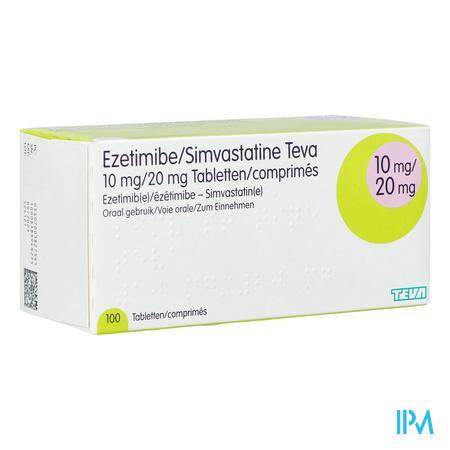 Ezetimibe/Simvastatine Teva
10 mg/20 mg Tabletten/comprimés
Ezetimib(e)/ézétimibe – Simvastatin(e)
Oraal gebruik/Voie orale/Zum Einnehmen
10 mg/
20 mg
100 Tabletten/comprimés
TEVA
IPM